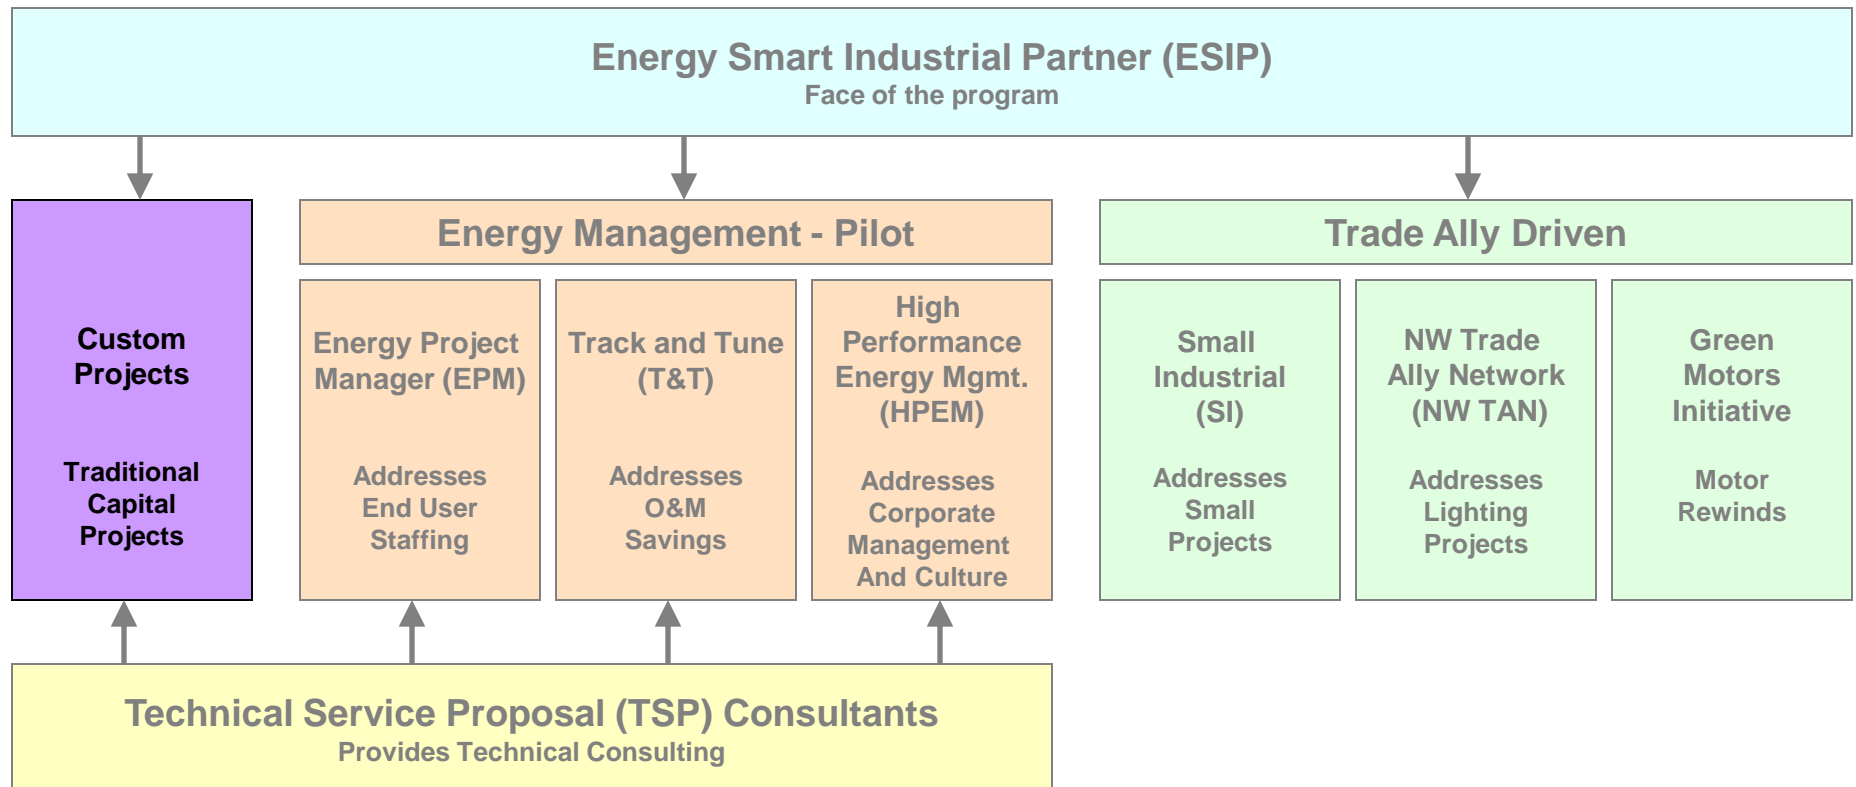 Energy Smart Industrial Partner (ESIP)
Face of the program
Custom
Projects
Traditional
Capital
Projects
Energy Management - Pilot
Energy Project
Manager (EPM)
Addresses
End User
Staffing
Track and Tune
(T&T)
Addresses
O&M
Savings
High
Performance
Energy Mgmt.
(HPEM)
Addresses
Corporate
Management
And Culture
Trade Ally Driven
Small
Industrial
(SI)
Addresses
Small
Projects
NW Trade
Ally Network
(NW TAN)
Addresses
Lighting
Projects
Green
Motors
Initiative
Motor
Rewinds
Technical Service Proposal (TSP) Consultants
Provides Technical Consulting